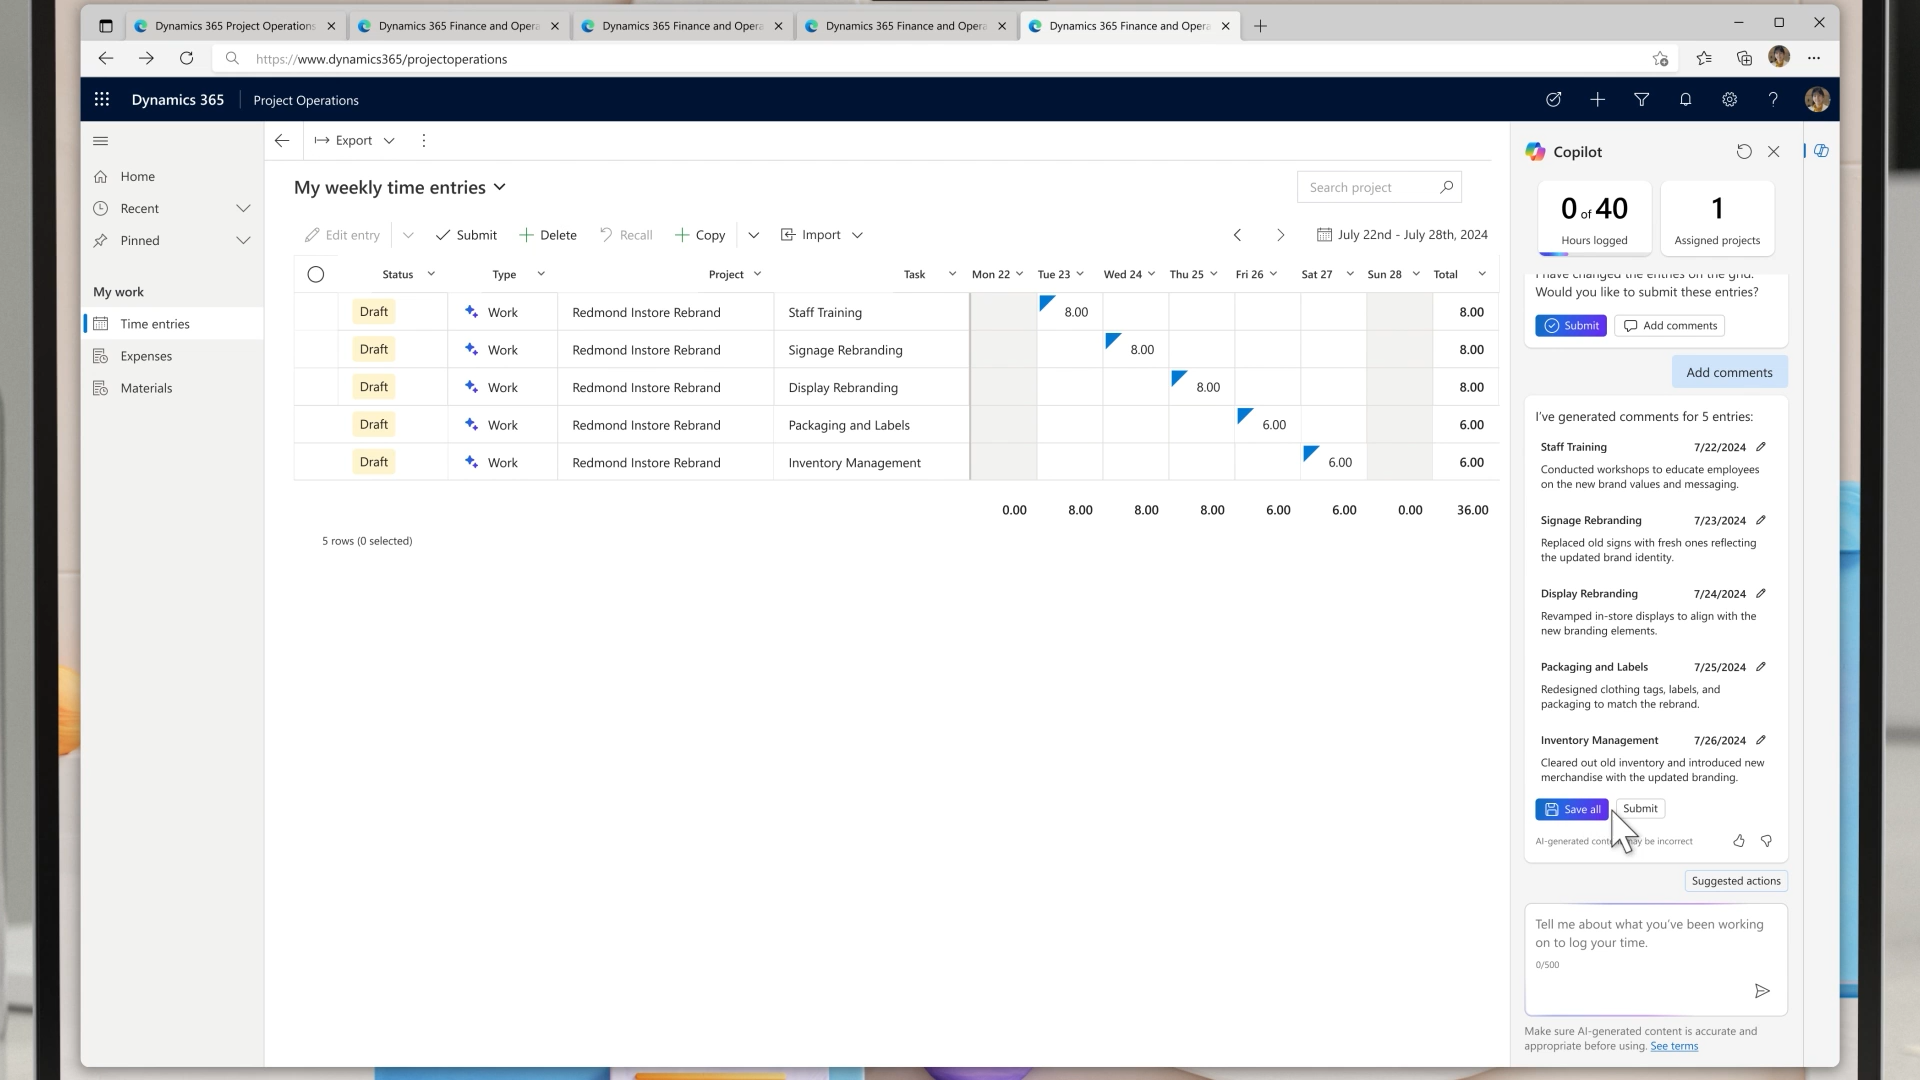 Dynamics 365 Project Operations
Dynamics 365 Finance and Opera
Dynamics 365 Finance and Opera
Dynamics 365 Finance and Opera
Dynamics 365 Finance and Opera
https://www.dynamics365/projectoperations
Dynamics 365
Project Operations
Home
Recent
Pinned
My work
Time entries
Expenses
Materials
Export
My weekly time entries
Search project
Edit entry
Submit
Delete
Recall
Copy
Import
July 22nd - July 28th, 2024
Status Type Project Task Mon 22 Tue 23 Wed 24 Thu 25 Fri 26 Sat 27 Sun 28 Total
Draft Work Redmond Instore Rebrand Staff Training 8.00 8.00
Draft Work Redmond Instore Rebrand Signage Rebranding 8.00 8.00
Draft Work Redmond Instore Rebrand Display Rebranding 8.00 8.00
Draft Work Redmond Instore Rebrand Packaging and Labels 6.00 6.00
Draft Work Redmond Instore Rebrand Inventory Management 6.00 6.00
0.00 8.00 8.00 8.00 6.00 6.00 0.00 36.00
5 rows (0 selected)
Copilot
0 of 40
Hours logged
1
Assigned projects
I have changed the entries on the grid.
Would you like to submit these entries?
Submit
Add comments
Add comments
I've generated comments for 5 entries:
Staff Training 7/22/2024
Conducted workshops to educate employees
on the new brand values and messaging.
Signage Rebranding 7/23/2024
Replaced old signs with fresh ones reflecting
the updated brand identity.
Display Rebranding 7/24/2024
Revamped in-store displays to align with the
new branding elements.
Packaging and Labels 7/25/2024
Redesigned clothing tags, labels, and
packaging to match the rebrand.
Inventory Management 7/26/2024
Cleared out old inventory and introduced new
merchandise with the updated branding.
Save all
Submit
AI-generated content may be incorrect
Suggested actions
Tell me about what you've been working
on to log your time.
0/500
Make sure AI-generated content is accurate and
appropriate before using. See terms